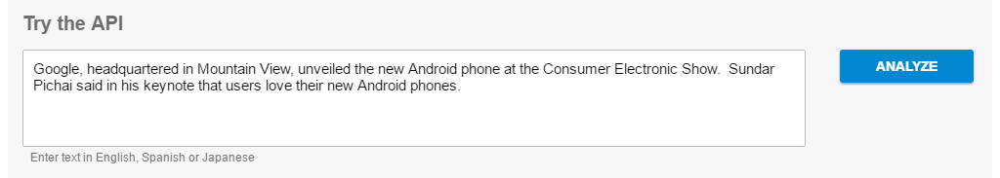 Try the API
Google, headquartered in Mountain View, unveiled the new Android phone at the Consumer Electronic Show.  Sundar
Pichai said in his keynote that users love their new Android phones.
ANALYZE
Enter text in English, Spanish or Japanese